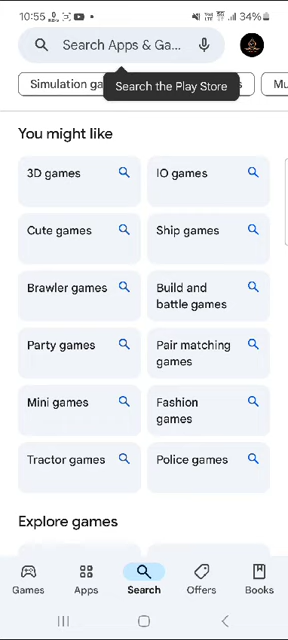 10:55
34%
Search Apps & Ga...
Simulation ga
s
Mu
Search the Play Store
You might like
3D games
IO games
Cute games
Ship games
Brawler games
Build and
battle games
Party games
Pair matching
games
Mini games
Fashion
games
Tractor games
Police games
Explore games
Games
Apps
Search
Offers
Books